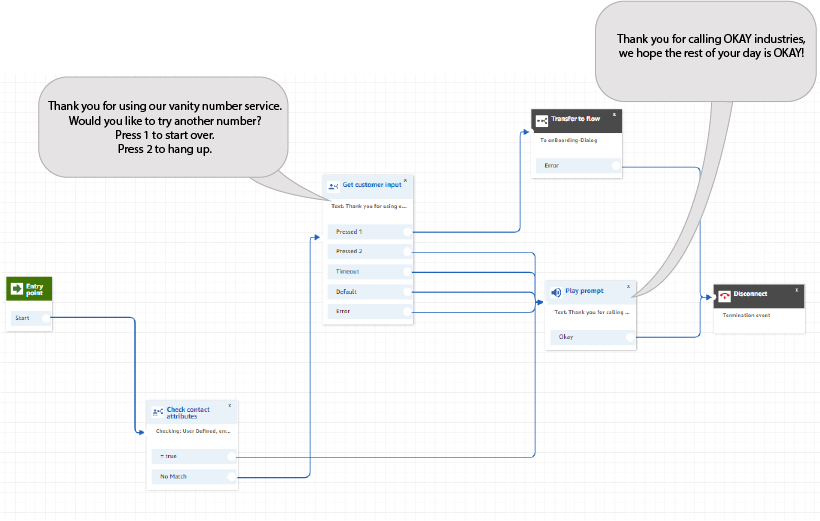 Thank you for calling OKAY industries,
we hope the rest of your day is OKAY!
Thank you for using our vanity number service.
Would you like to try another number?
Press 1 to start over.
Press 2 to hang up.
Transfer to flow
x
To onBoarding-Dialog
Error
Get customer input
x
Text: Thank you for using o...
Pressed 1
Pressed 2
Timeout
Default
Error
Entry
point
Start
Play prompt
x
Text: Thank you for calling ...
Okay
Disconnect
x
Termination event
Check contact
attributes
x
Checking: User Defined, err...
= true
No Match